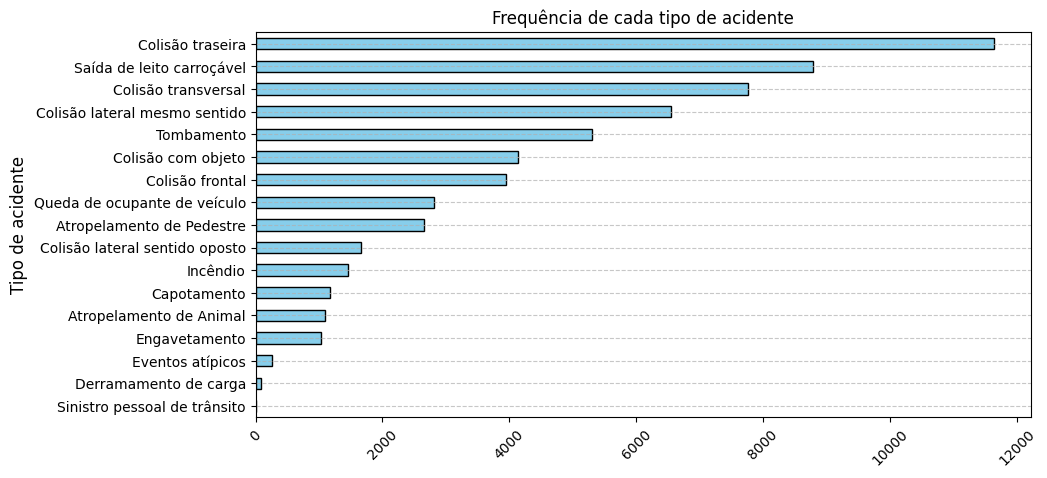 Frequência de cada tipo de acidente
Tipo de acidente
Colisão traseira
Saída de leito carroçável
Colisão transversal
Colisão lateral mesmo sentido
Tombamento
Colisão com objeto
Colisão frontal
Queda de ocupante de veículo
Atropelamento de Pedestre
Colisão lateral sentido oposto
Incêndio
Capotamento
Atropelamento de Animal
Engavetamento
Eventos atípicos
Derramamento de carga
Sinistro pessoal de trânsito
0
2000
4000
6000
8000
10000
12000